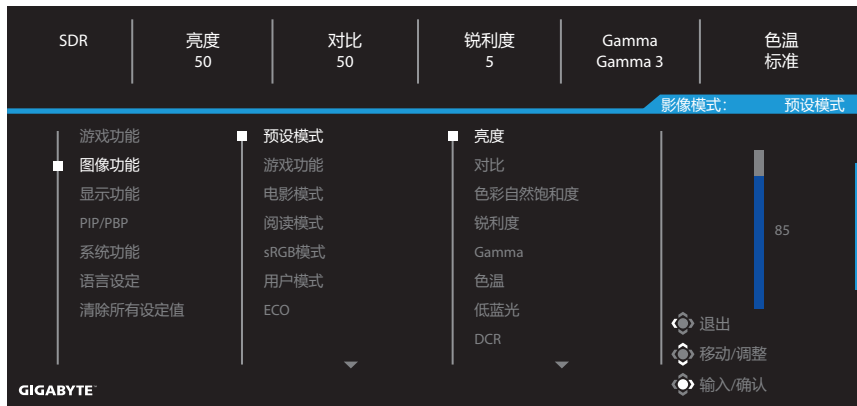 SDR
亮度
50
对比
50
锐利度
5
Gamma
Gamma 3
色温
标准
影像模式: 预设模式
游戏功能
图像功能
显示功能
PIP/PBP
系统功能
语言设定
清除所有设定值
预设模式
游戏功能
电影模式
阅读模式
sRGB模式
用户模式
ECO
亮度
对比
色彩自然饱和度
锐利度
Gamma
色温
低蓝光
DCR
85
退出
移动/调整
输入/确认
GIGABYTE™